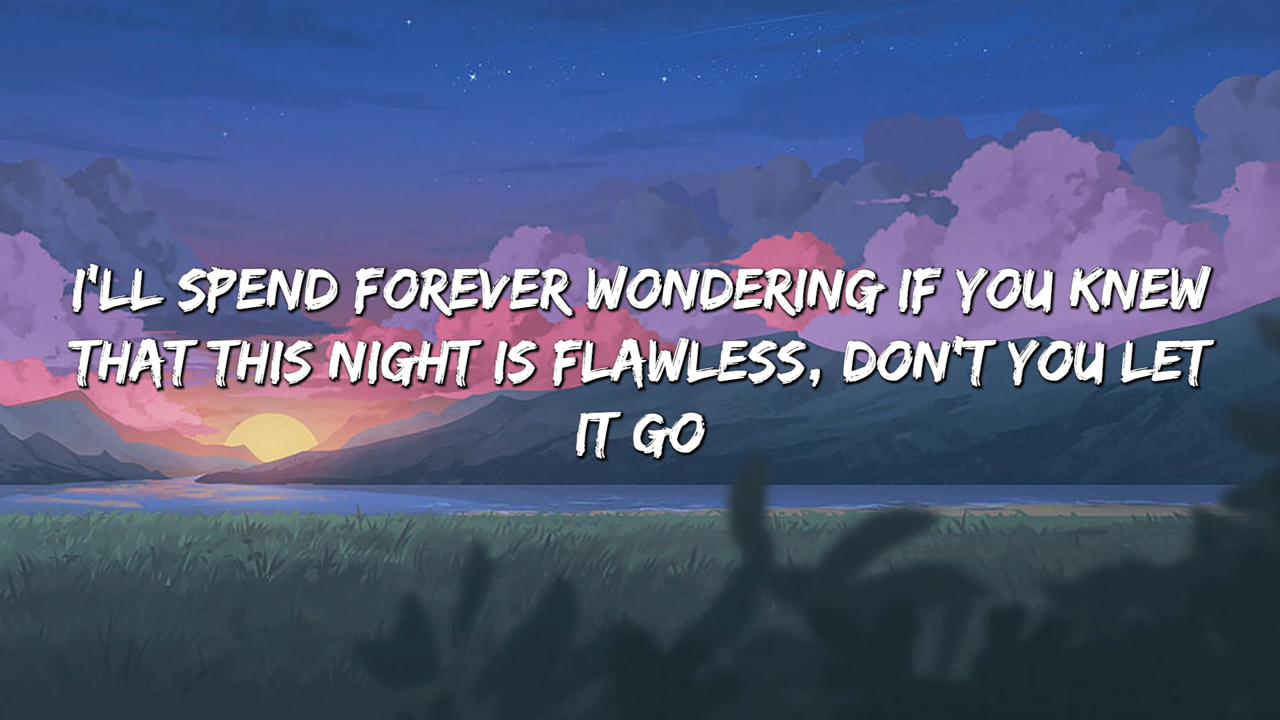 I'LL SPEND FOREVER WONDERING IF YOU KNEW
THAT THIS NIGHT IS FLAWLESS, DON'T YOU LET
IT GO